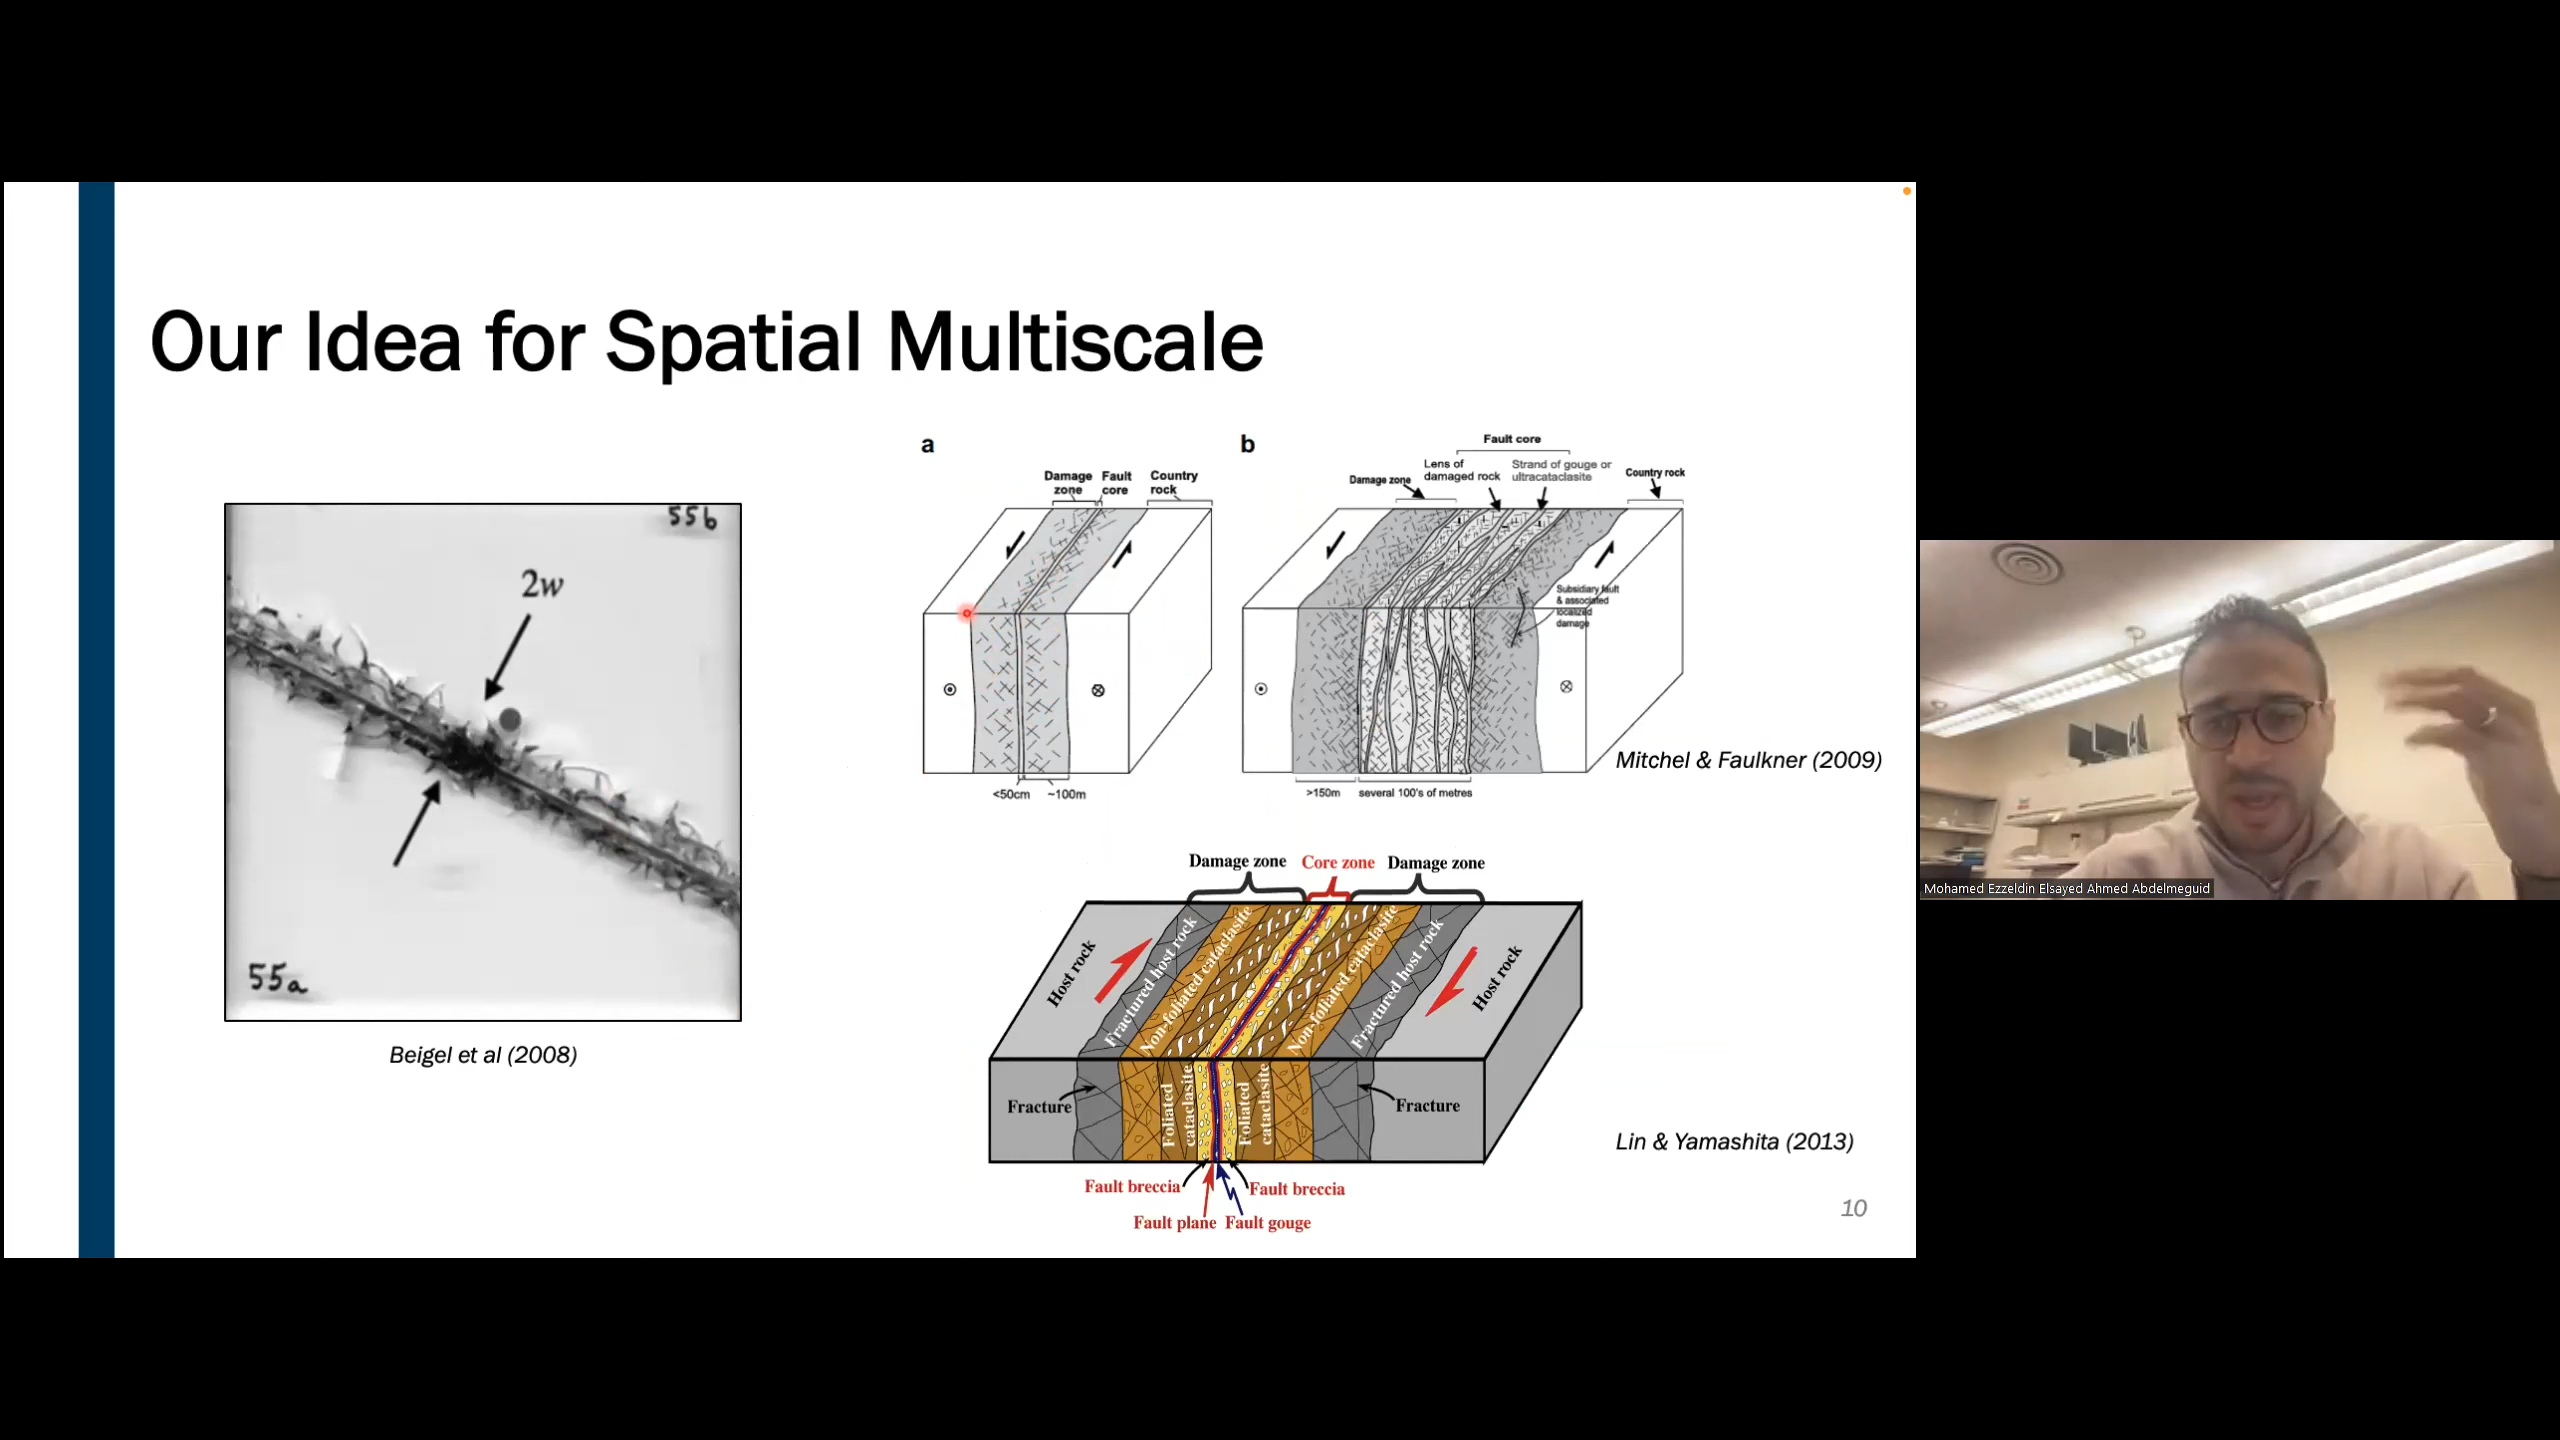 Our Idea for Spatial Multiscale
55b
2w
55a
Beigel et al (2008)
a
Damage zone
Fault core
Country rock
<50cm
~100m
b
Fault core
Damage zone
Lens of damaged rock
Strand of gouge or ultracataclasite
Country rock
Subsidiary fault & associated localized damage
>150m
several 100's of metres
Mitchel & Faulkner (2009)
Damage zone
Core zone
Damage zone
Host rock
Fractured host rock
Non-foliated cataclasite
Non-foliated cataclasite
Fractured host rock
Host rock
Fracture
Foliated cataclasite
Foliated cataclasite
Fracture
Fault breccia
Fault breccia
Fault plane
Fault gouge
Lin & Yamashita (2013)
10
Mohamed Ezzeldin Elsayed Ahmed Abdelmeguid